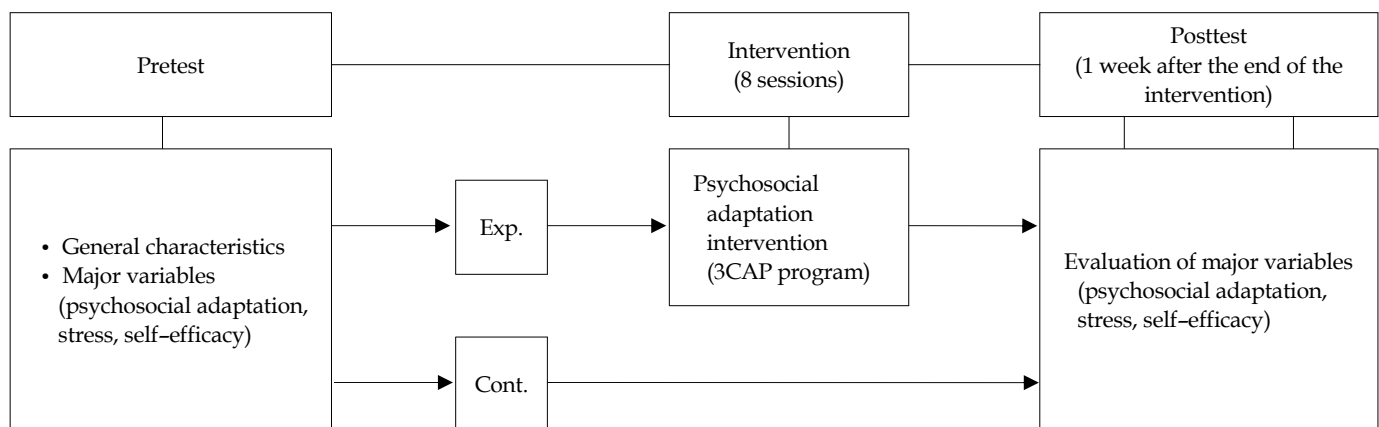 Pretest
Intervention
(8 sessions)
Posttest
(1 week after the end of the
intervention)
• General characteristics
• Major variables
(psychosocial adaptation,
stress, self–efficacy)
Exp.
Psychosocial
adaptation
intervention
(3CAP program)
Cont.
Evaluation of major variables
(psychosocial adaptation,
stress, self–efficacy)